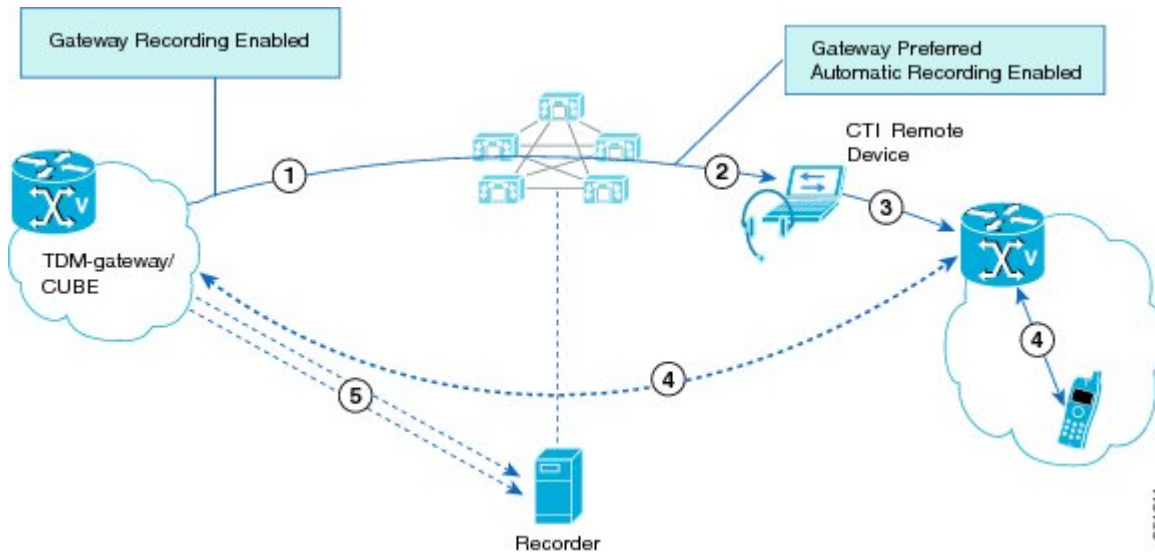 Gateway Recording Enabled
Gateway Preferred
Automatic Recording Enabled
CTI Remote
Device
1
2
3
V
TDM-gateway/
CUBE
V
4
4
5
Recorder